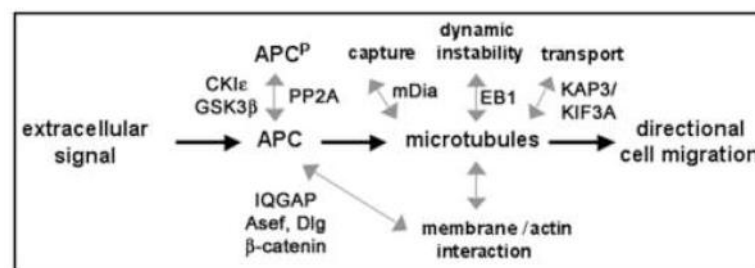 dynamic
APCᴾ capture instability transport
CKIε PP2A mDia EB1 KAP3/
GSK3β KIF3A
extracellular
signal
APC microtubules directional
cell migration
IQGAP
Asef, Dlg
β-catenin
membrane/actin
interaction